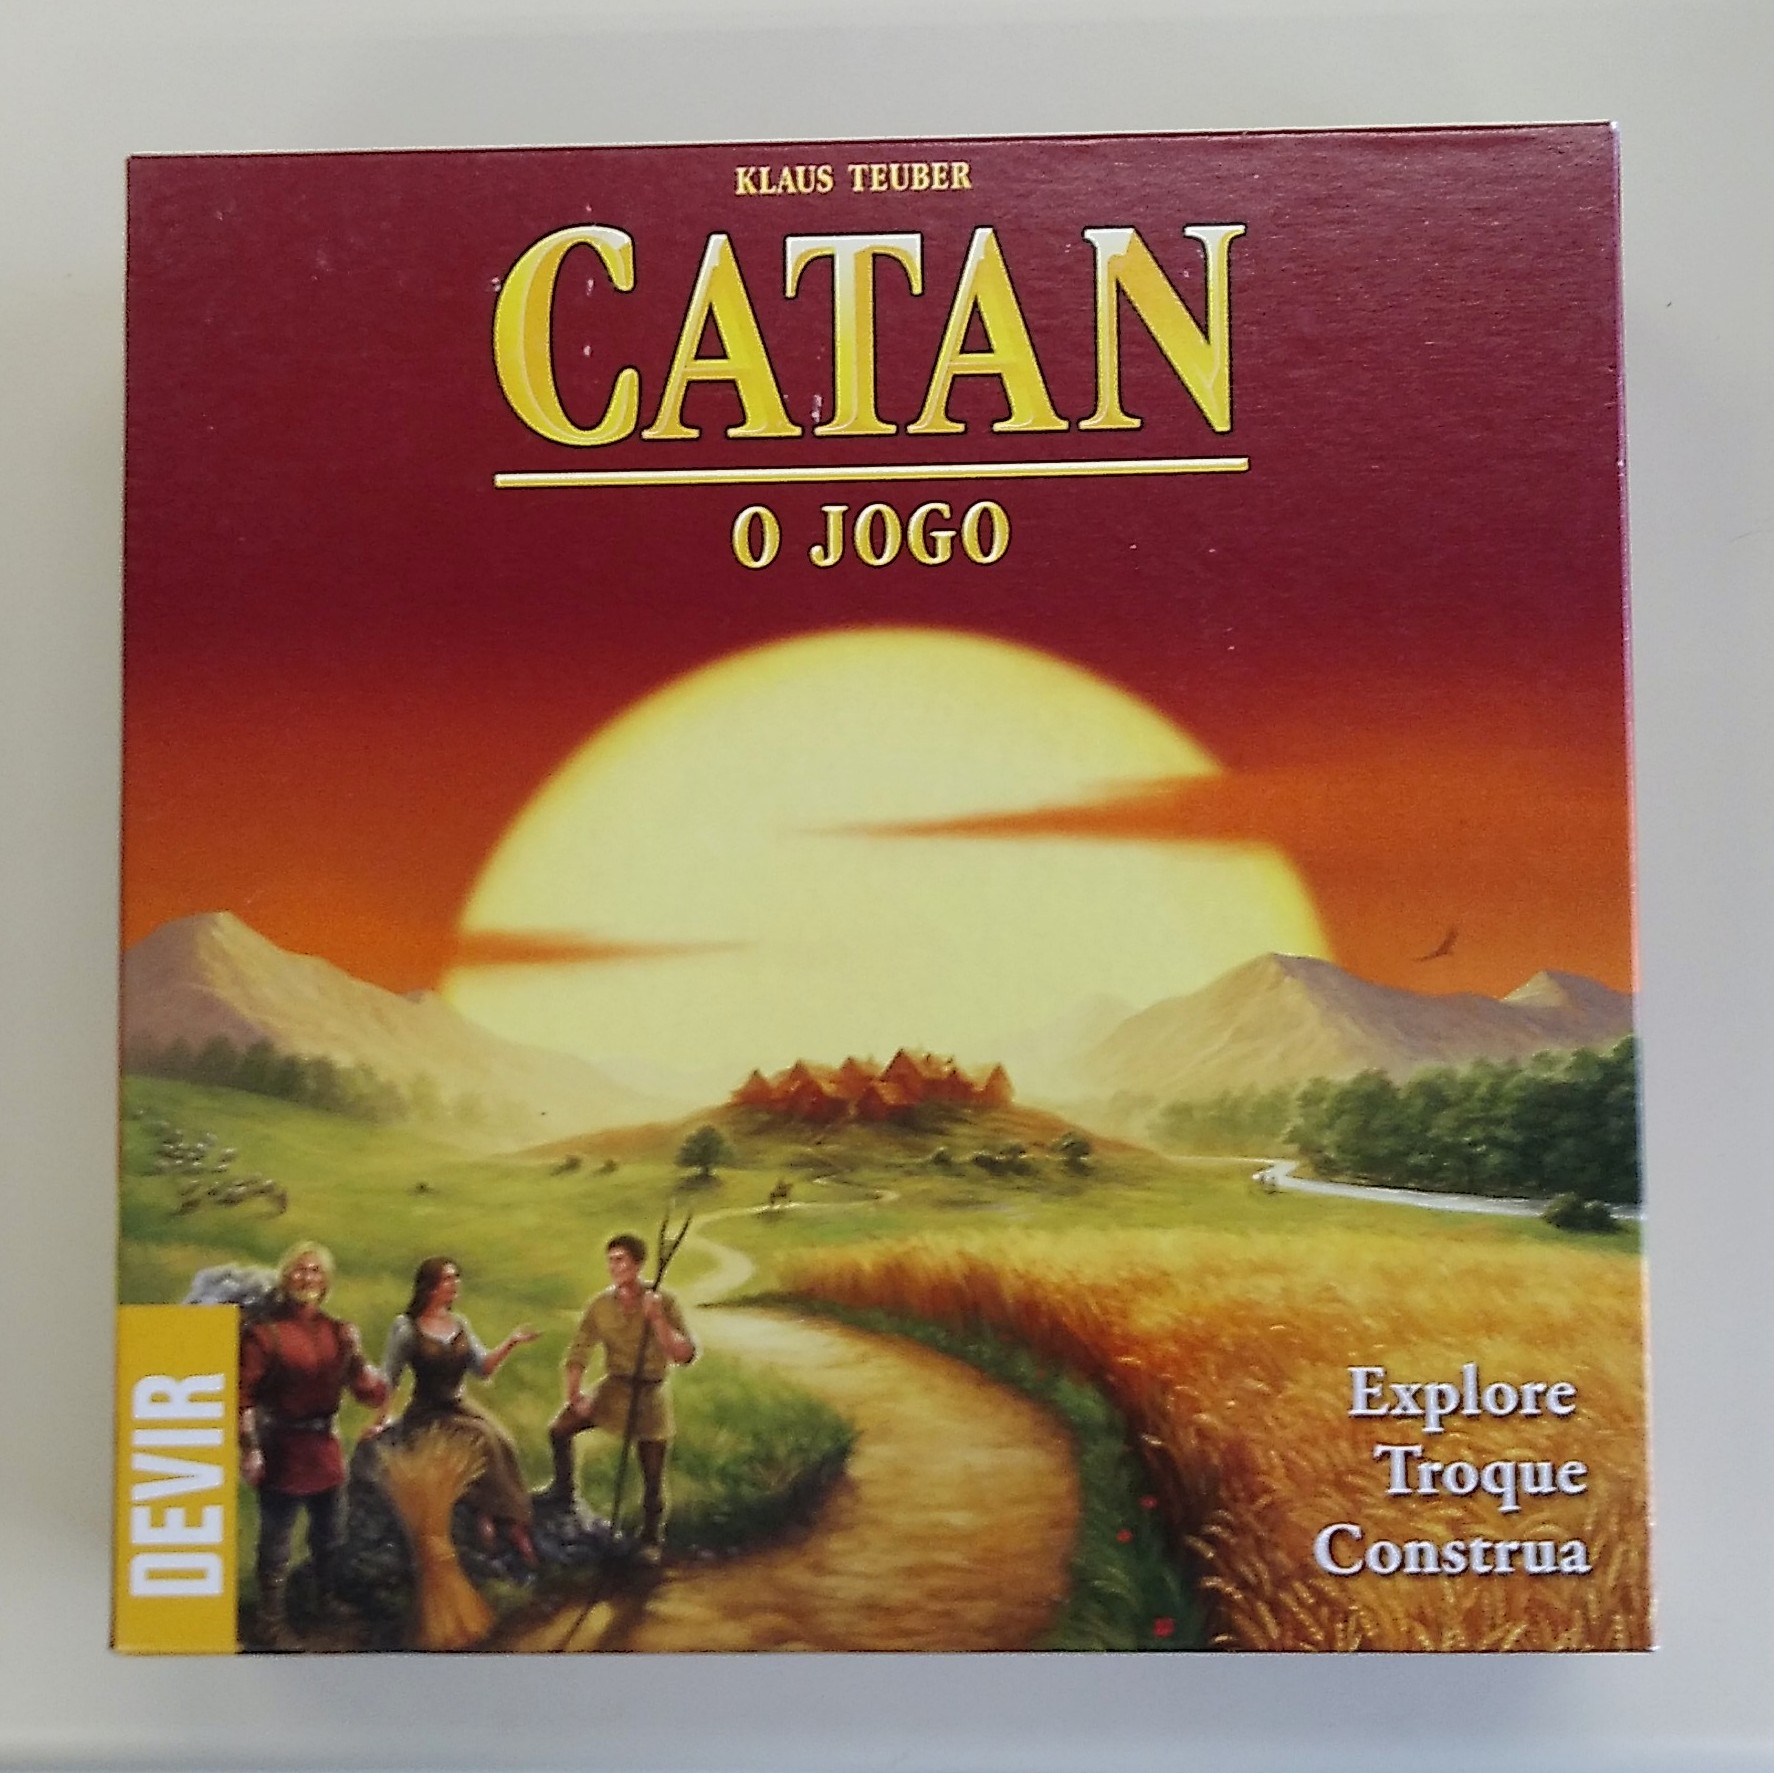 KLAUS TEUBER
CATAN
O JOGO
DEVIR
Explore
Troque
Construa